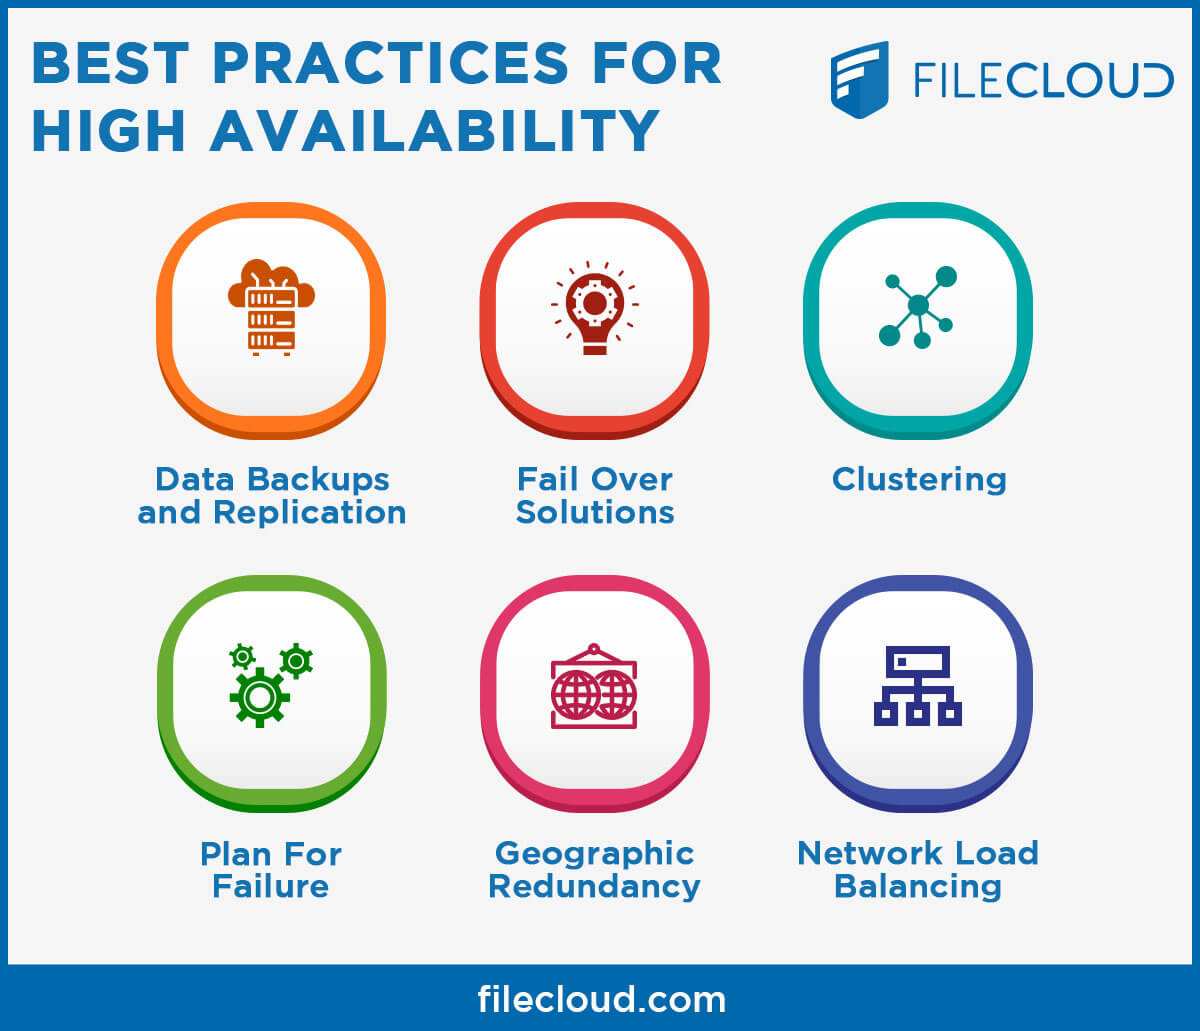 BEST PRACTICES FOR
HIGH AVAILABILITY
FILECLOUD
Data Backups
and Replication
Fail Over
Solutions
Clustering
Plan For
Failure
Geographic
Redundancy
Network Load
Balancing
filecloud.com